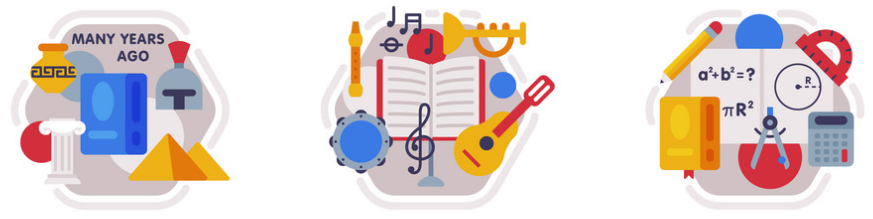 MANY YEARS
AGO
a²+b²=?
R
πR²